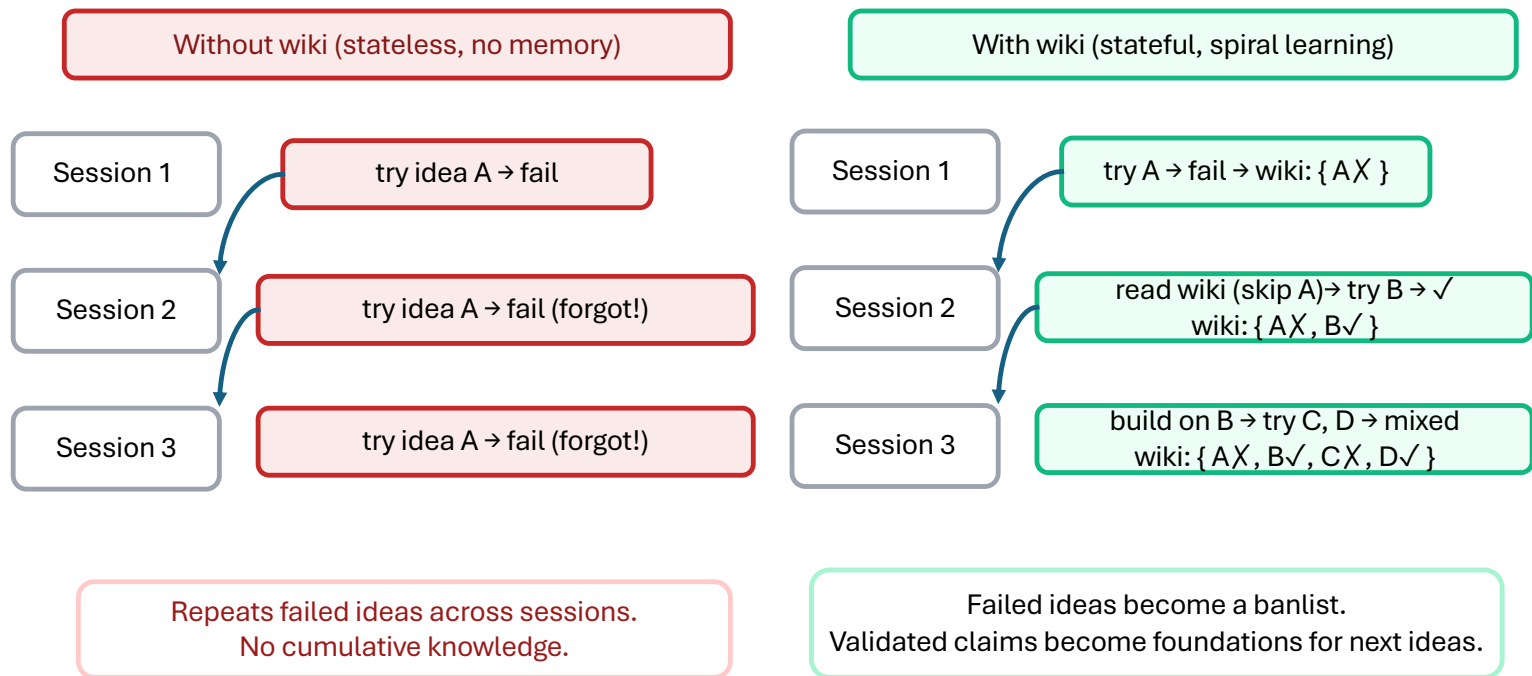 Without wiki (stateless, no memory)
Session 1
try idea A → fail
Session 2
try idea A → fail (forgot!)
Session 3
try idea A → fail (forgot!)
Repeats failed ideas across sessions.
No cumulative knowledge.
With wiki (stateful, spiral learning)
Session 1
try A → fail → wiki: { A✗ }
Session 2
read wiki (skip A)→ try B → ✓
wiki: { A✗, B✓ }
Session 3
build on B → try C, D → mixed
wiki: { A✗, B✓, C✗, D✓ }
Failed ideas become a banlist.
Validated claims become foundations for next ideas.